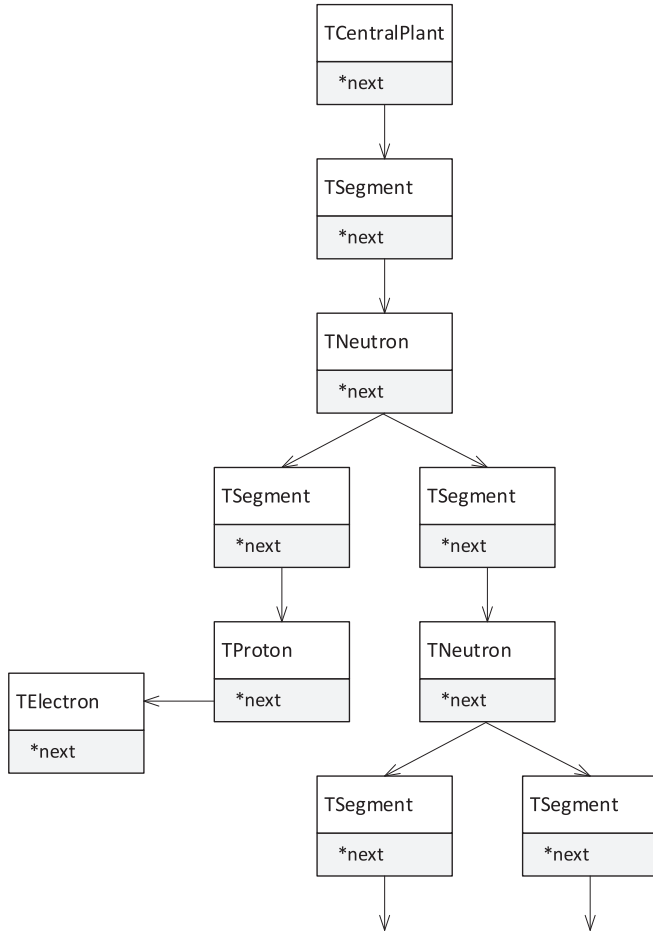 TCentralPlant
*next
TSegment
*next
TNeutron
*next
TSegment
*next
TSegment
*next
TProton
*next
TNeutron
*next
TElectron
*next
TSegment
*next
TSegment
*next